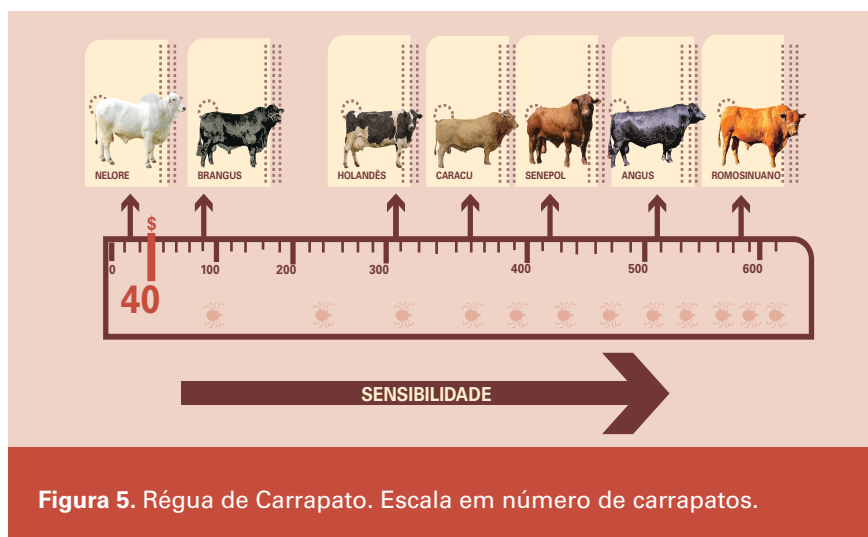 NELORE BRANGUS HOLANDÊS CARACU SENEPOL ANGUS ROMOSINUANO
$
0 100 200 300 400 500 600
40
SENSIBILIDADE
Figura 5. Régua de Carrapato. Escala em número de carrapatos.